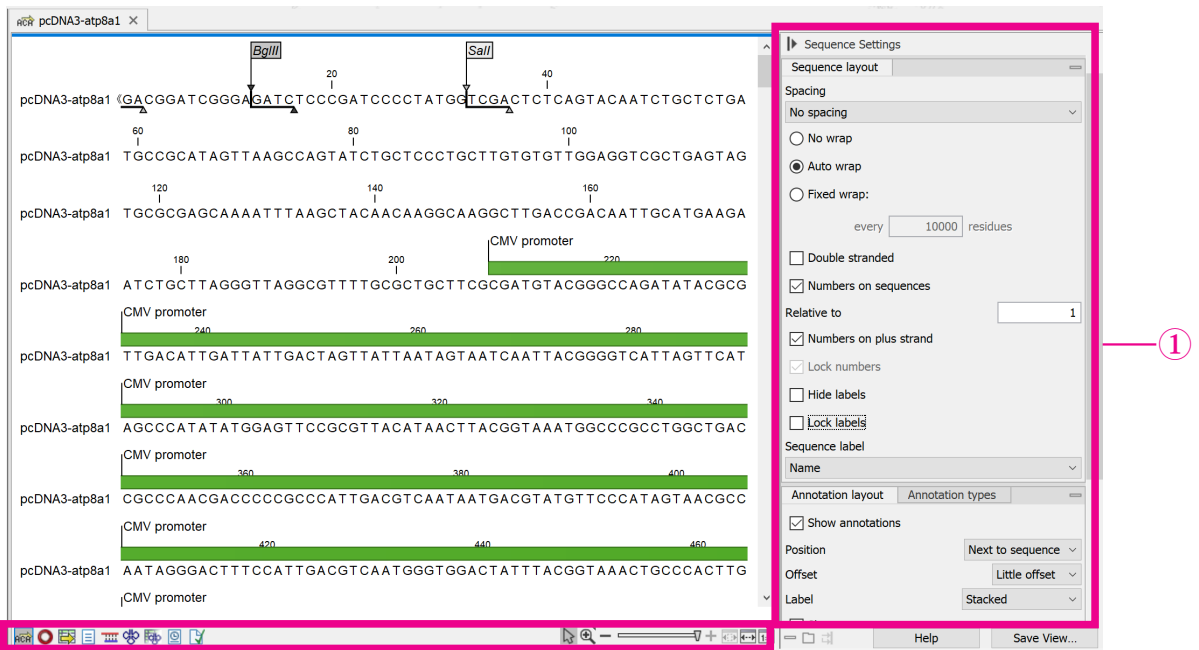 pcDNA3-atp8a1
BglII SalI
20 40
pcDNA3-atp8a1 GACGGATCGGGAGATCTCCCGATCCCCTATGGTCGACTCTCAGTACAATCTGCTCTGA
60 80 100
pcDNA3-atp8a1 TGCCGCATAGTTAAGCCAGTATCTGCTCCCTGCTTGTGTGTTGGAGGTCGCTGAGTAG
120 140 160
pcDNA3-atp8a1 TGCGCGAGCAAAATTTAAGCTACAACAAGGCAAGGCTTGACCGACAATTGCATGAAGA
CMV promoter
180 200 220
pcDNA3-atp8a1 ATCTGCTTAGGGTTAGGCGTTTTGCGCTGCTTCGCGATGTACGGGCCAGATATACGCG
CMV promoter
240 260 280
pcDNA3-atp8a1 TTGACATTGATTATTGACTAGTTATTAATAGTAATCAATTACGGGGTCATTAGTTCAT
CMV promoter
300 320 340
pcDNA3-atp8a1 AGCCCATATATGGAGTTCCGCGTTACATAACTTACGGTAAATGGCCCGCCTGGCTGAC
CMV promoter
360 380 400
pcDNA3-atp8a1 CGCCCAACGACCCCCGCCCATTGACGTCAATAATGACGTATGTTCCCATAGTAACGCC
CMV promoter
420 440 460
pcDNA3-atp8a1 AATAGGGACTTTCCATTGACGTCAATGGGTGGACTATTTACGGTAAACTGCCCACTTG
CMV promoter
Sequence Settings
Sequence layout
Spacing
No spacing
No wrap
Auto wrap
Fixed wrap:
every 10000 residues
Double stranded
Numbers on sequences
Relative to 1
Numbers on plus strand
Lock numbers
Hide labels
Lock labels
Sequence label
Name
Annotation layout Annotation types
Show annotations
Position Next to sequence
Offset Little offset
Label Stacked
Help Save View...
①